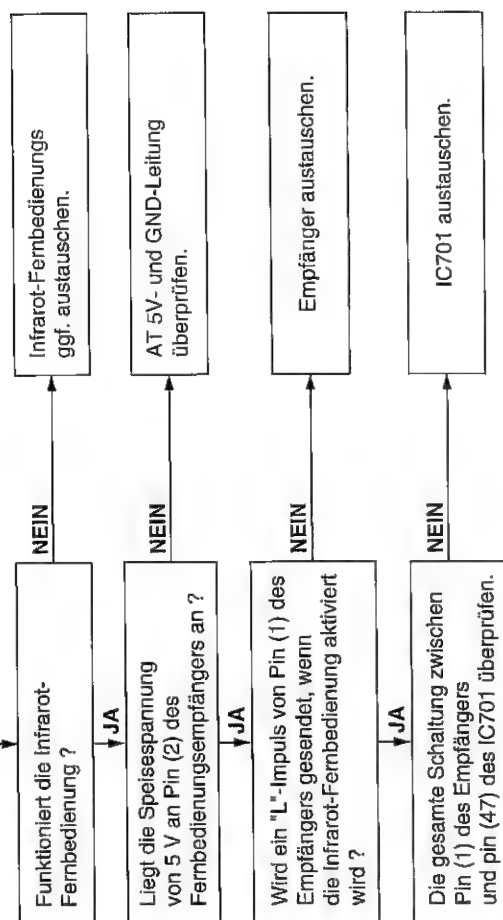 Funktioniert die Infrarot-
Fernbedienung ?
NEIN
Infrarot-Fernbedienungs
ggf. austauschen.
JA
Liegt die Speisespannung
von 5 V an Pin (2) des
Fernbedienungsempfängers an ?
NEIN
AT 5V- und GND-Leitung
überprüfen.
JA
Wird ein "L"-Impuls von Pin (1) des
Empfängers gesendet, wenn
die Infrarot-Fernbedienung aktiviert
wird ?
NEIN
Empfänger austauschen.
JA
Die gesamte Schaltung zwischen
Pin (1) des Empfängers
und pin (47) des IC701 überprüfen.
NEIN
IC701 austauschen.